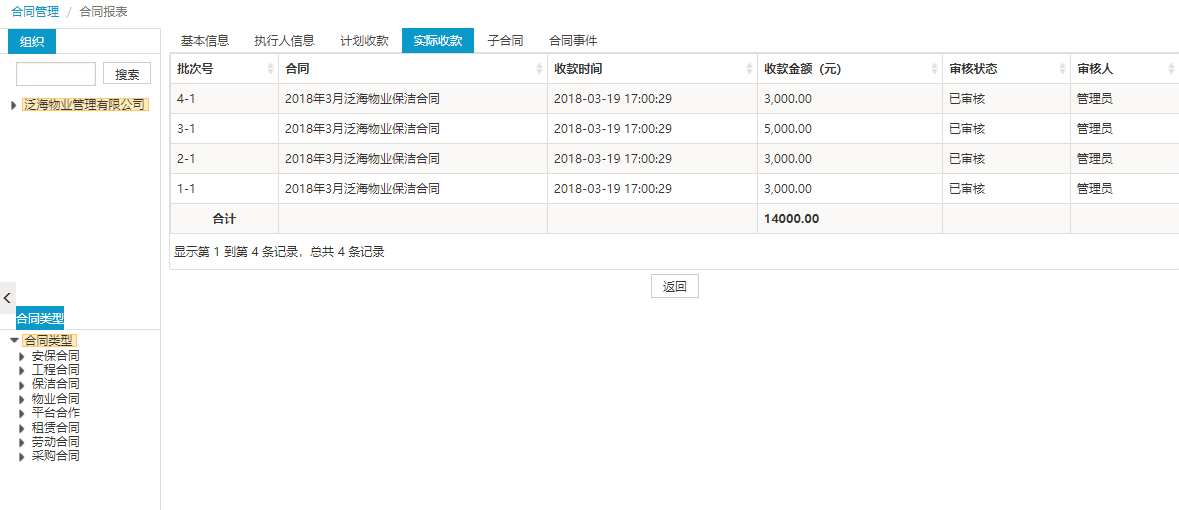 合同管理 / 合同报表
组织
搜索
泛海物业管理有限公司
合同类型
合同类型
安保合同
工程合同
保洁合同
物业合同
平台合作
租赁合同
劳动合同
采购合同
基本信息 执行人信息 计划收款 实际收款 子合同 合同事件
批次号 合同 收款时间 收款金额（元） 审核状态 审核人
4-1 2018年3月泛海物业保洁合同 2018-03-19 17:00:29 3,000.00 已审核 管理员
3-1 2018年3月泛海物业保洁合同 2018-03-19 17:00:29 5,000.00 已审核 管理员
2-1 2018年3月泛海物业保洁合同 2018-03-19 17:00:29 3,000.00 已审核 管理员
1-1 2018年3月泛海物业保洁合同 2018-03-19 17:00:29 3,000.00 已审核 管理员
合计 14000.00
显示第 1 到第 4 条记录，总共 4 条记录
返回